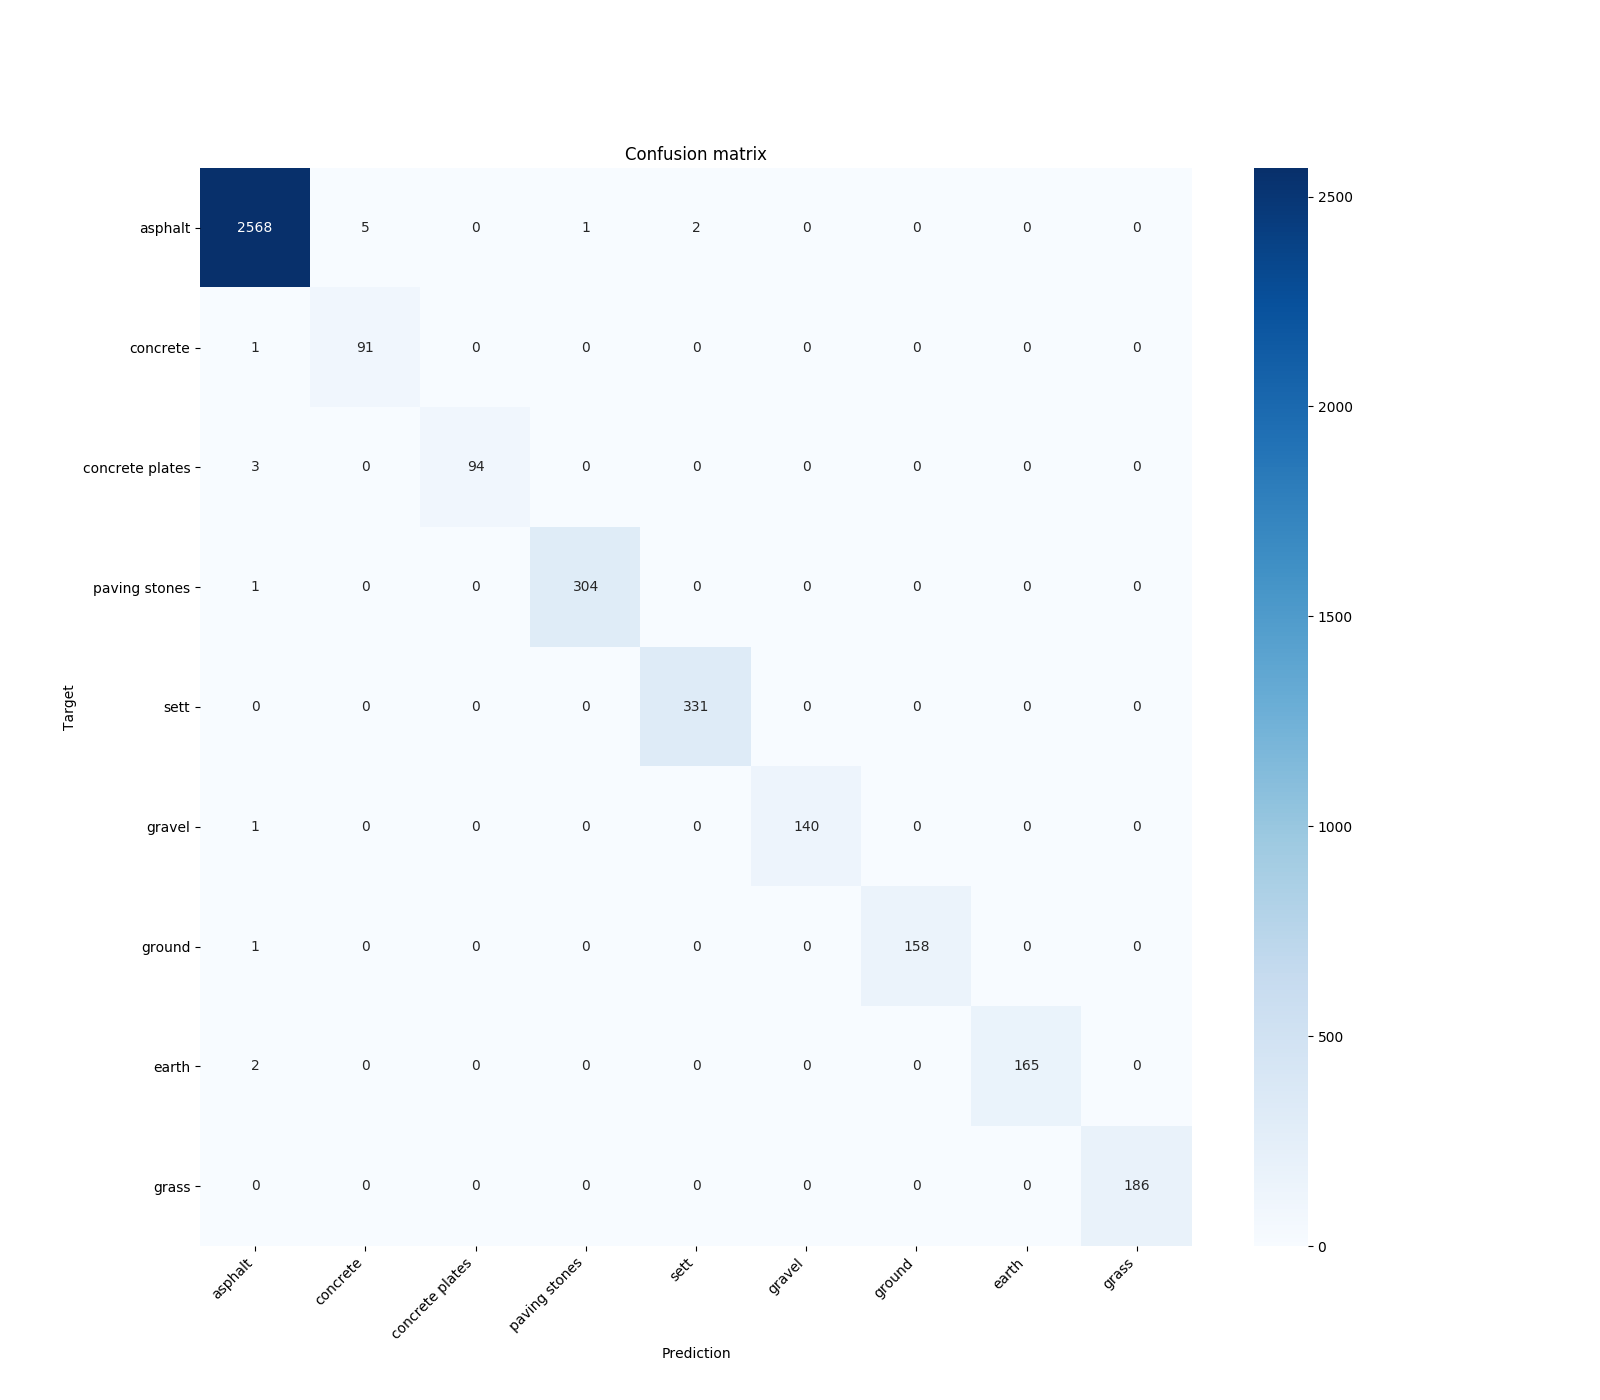 Confusion matrix
asphalt 2568 5 0 1 2 0 0 0 0
concrete 1 91 0 0 0 0 0 0 0
concrete plates 3 0 94 0 0 0 0 0 0
paving stones 1 0 0 304 0 0 0 0 0
sett 0 0 0 0 331 0 0 0 0
gravel 1 0 0 0 0 140 0 0 0
ground 1 0 0 0 0 0 158 0 0
earth 2 0 0 0 0 0 0 165 0
grass 0 0 0 0 0 0 0 0 186
Target
asphalt concrete concrete plates paving stones sett gravel ground earth grass
Prediction
2500
2000
1500
1000
500
0